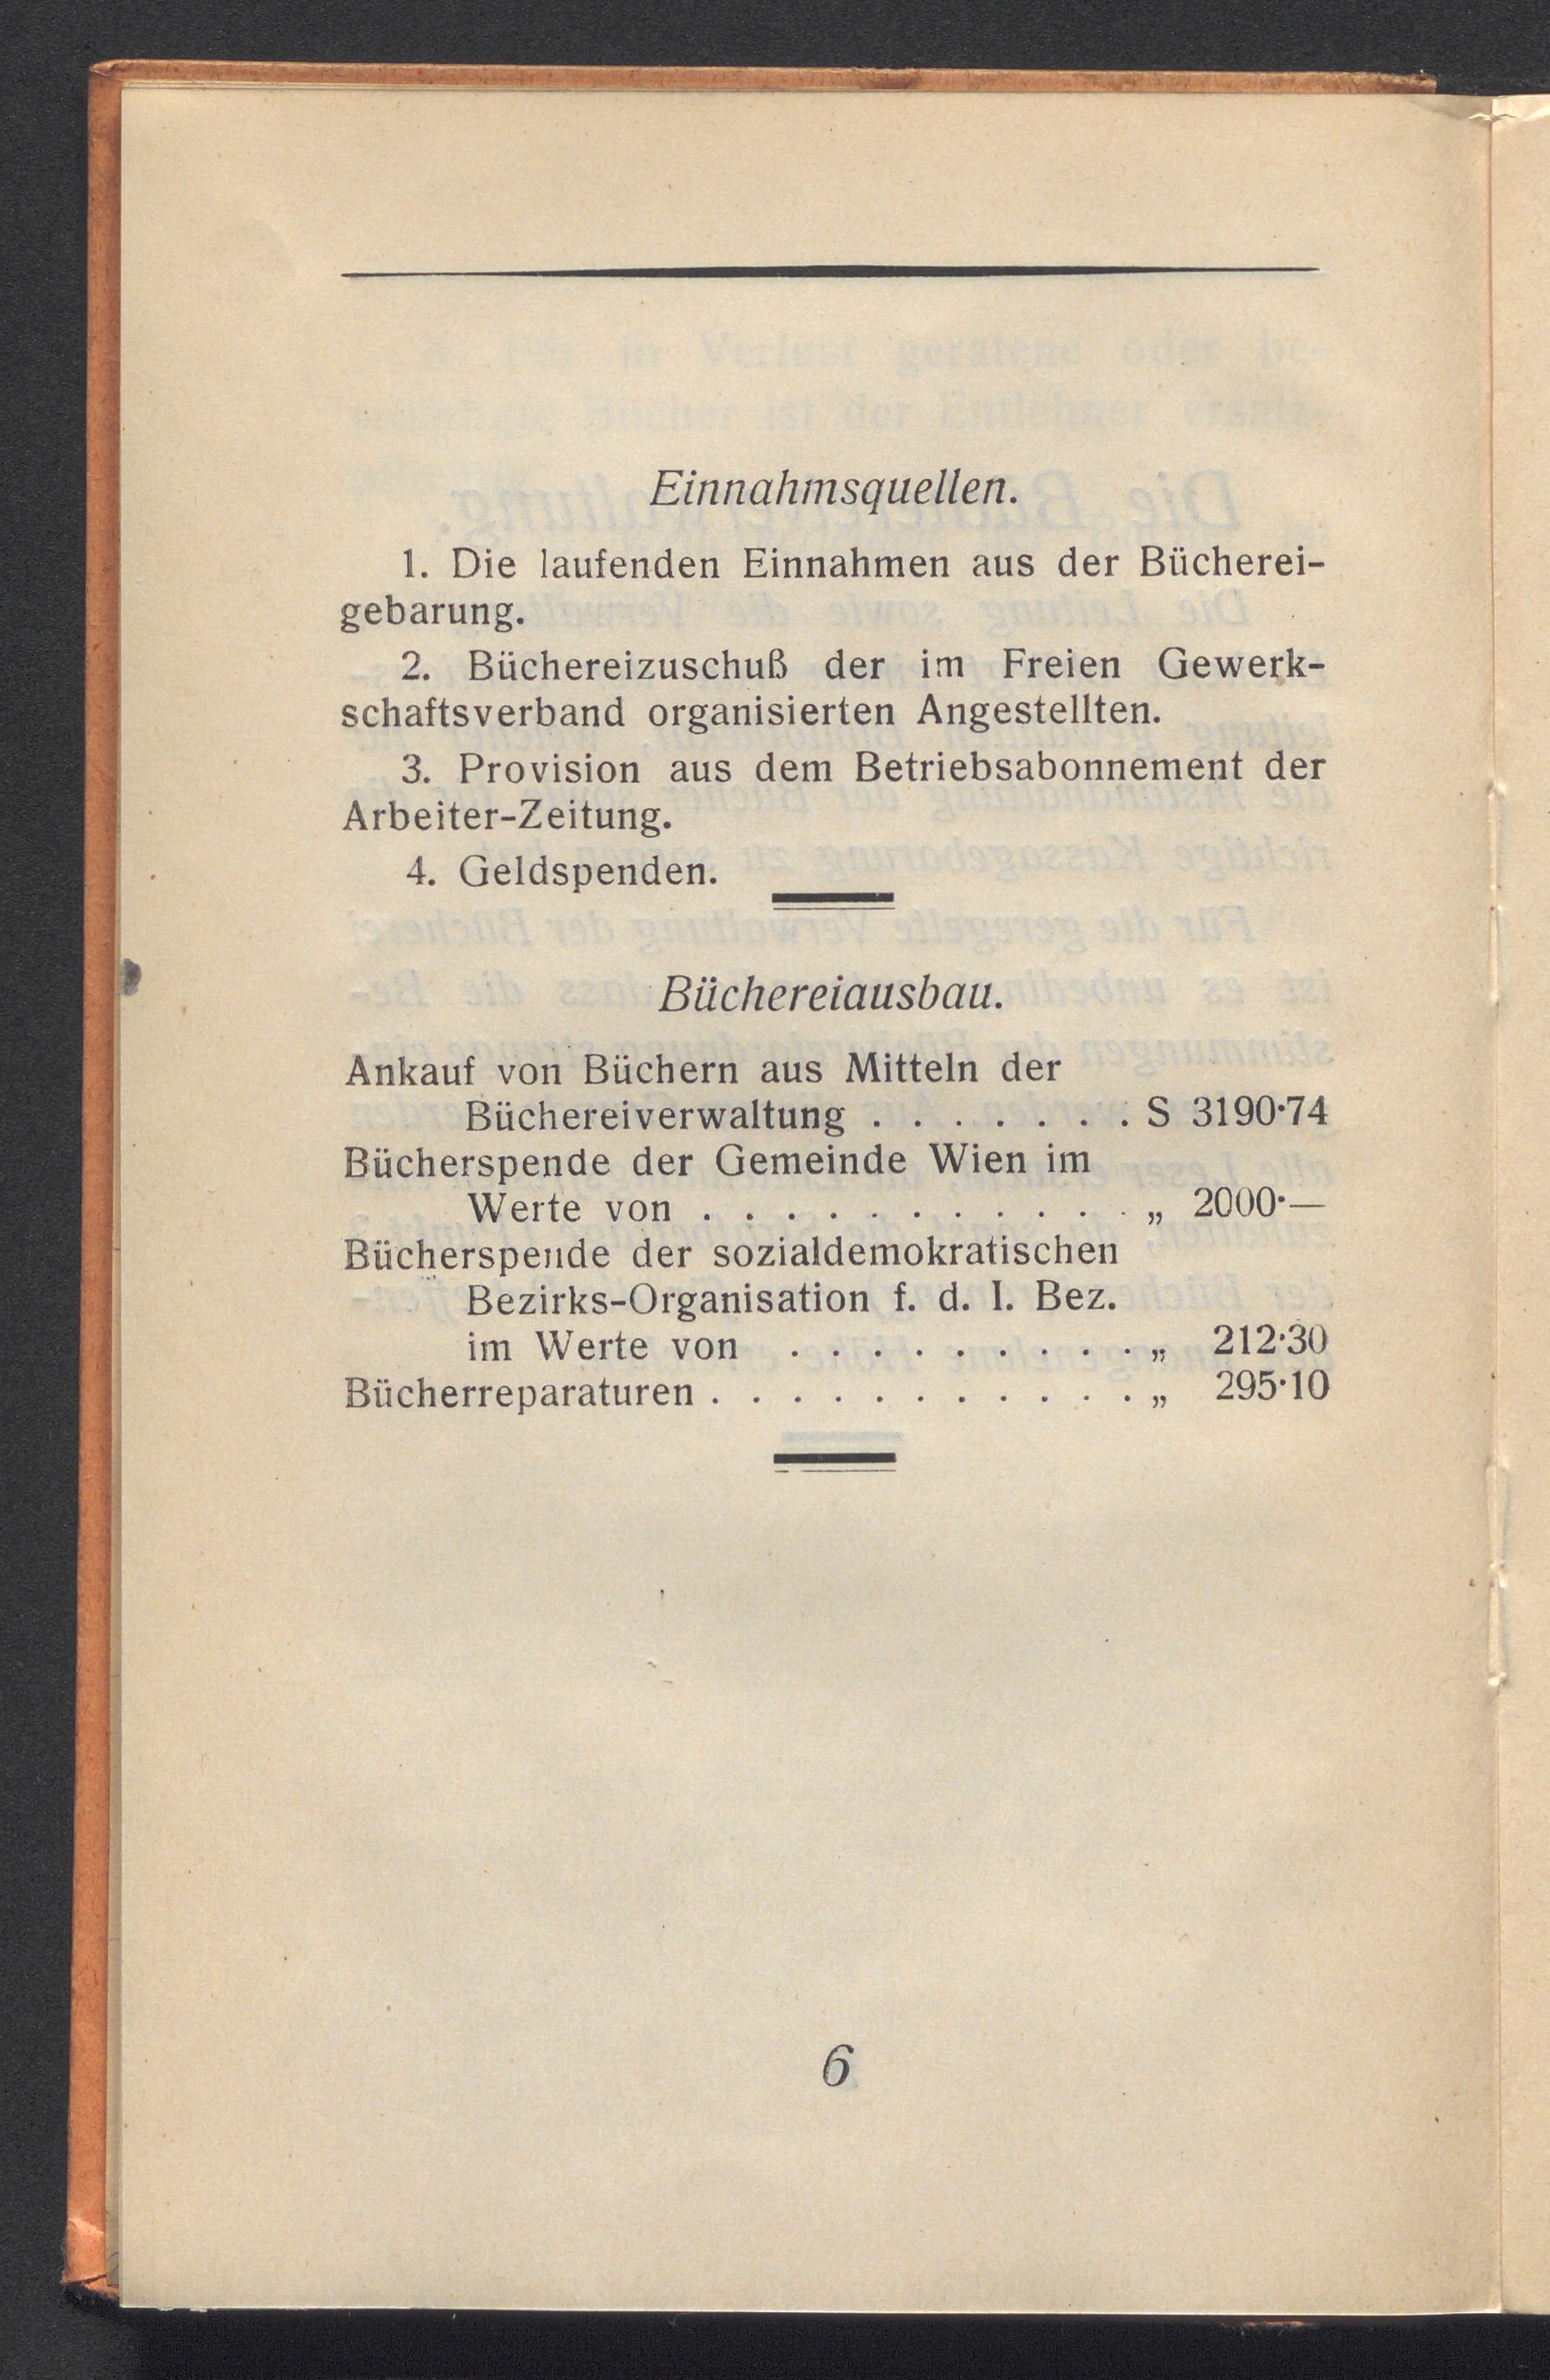 Einnahmsquellen.
1. Die laufenden Einnahmen aus der Bücherei-
gebarung.
2. Büchereizuschuß der im Freien Gewerk-
schaftsverband organisierten Angestellten.
3. Provision aus dem Betriebsabonnement der
Arbeiter-Zeitung.
4. Geldspenden.
Büchereiausbau.
Ankauf von Büchern aus Mitteln der
Büchereiverwaltung . . . . . . . S 3190·74
Bücherspende der Gemeinde Wien im
Werte von . . . . . . . . . . . „ 2000·—
Bücherspende der sozialdemokratischen
Bezirks-Organisation f. d. I. Bez.
im Werte von . . . . . . . . . „ 212·30
Bücherreparaturen . . . . . . . . . . . „ 295·10
6